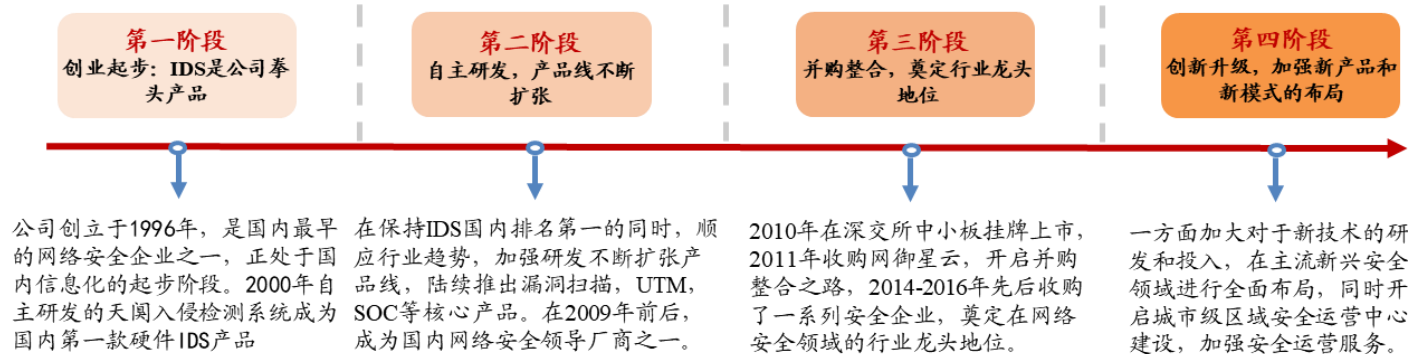 第一阶段
创业起步：IDS是公司拳
头产品
第二阶段
自主研发，产品线不断
扩张
第三阶段
并购整合，奠定行业龙头
地位
第四阶段
创新升级，加强新产品和
新模式的布局
公司创立于1996年，是国内最早
的网络安全企业之一，正处于国
内信息化的起步阶段。2000年自
主研发的天阗入侵检测系统成为
国内第一款硬件IDS产品
在保持IDS国内排名第一的同时，顺
应行业趋势，加强研发不断扩张产
品线，陆续推出漏洞扫描，UTM，
SOC等核心产品。在2009年前后，
成为国内网络安全领导厂商之一。
2010年在深交所中小板挂牌上市，
2011年收购网御星云，开启并购
整合之路，2014-2016年先后收购
了一系列安全企业，奠定在网络
安全领域的行业龙头地位。
一方面加大对于新技术的研
发和投入，在主流新兴安全
领域进行全面布局，同时开
启城市级区域安全运营中心
建设，加强安全运营服务。